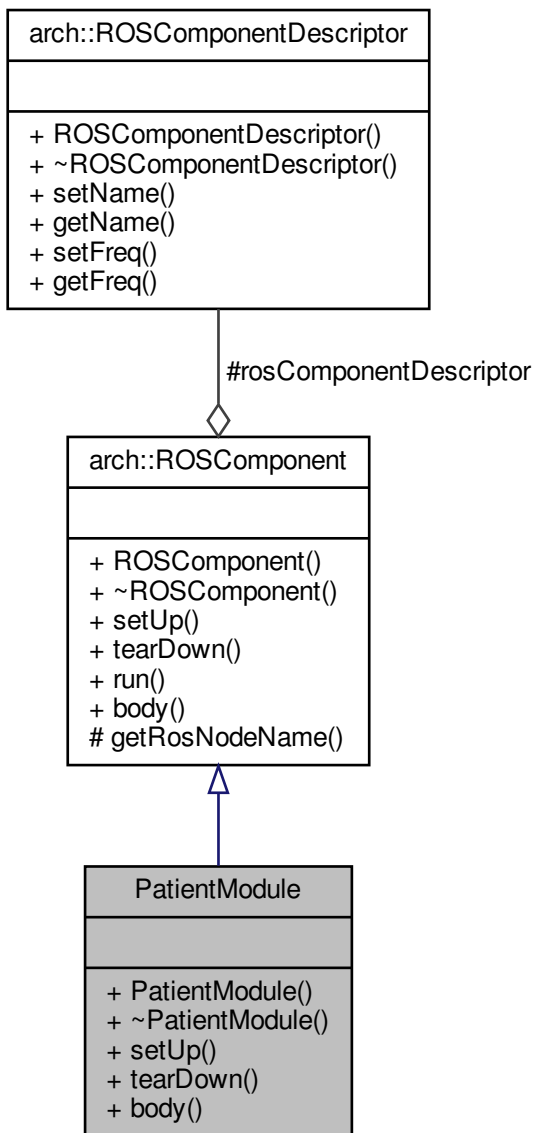 arch::ROSComponentDescriptor
+ ROSComponentDescriptor()
+ ~ROSComponentDescriptor()
+ setName()
+ getName()
+ setFreq()
+ getFreq()
#rosComponentDescriptor
arch::ROSComponent
+ ROSComponent()
+ ~ROSComponent()
+ setUp()
+ tearDown()
+ run()
+ body()
# getRosNodeName()
PatientModule
+ PatientModule()
+ ~PatientModule()
+ setUp()
+ tearDown()
+ body()